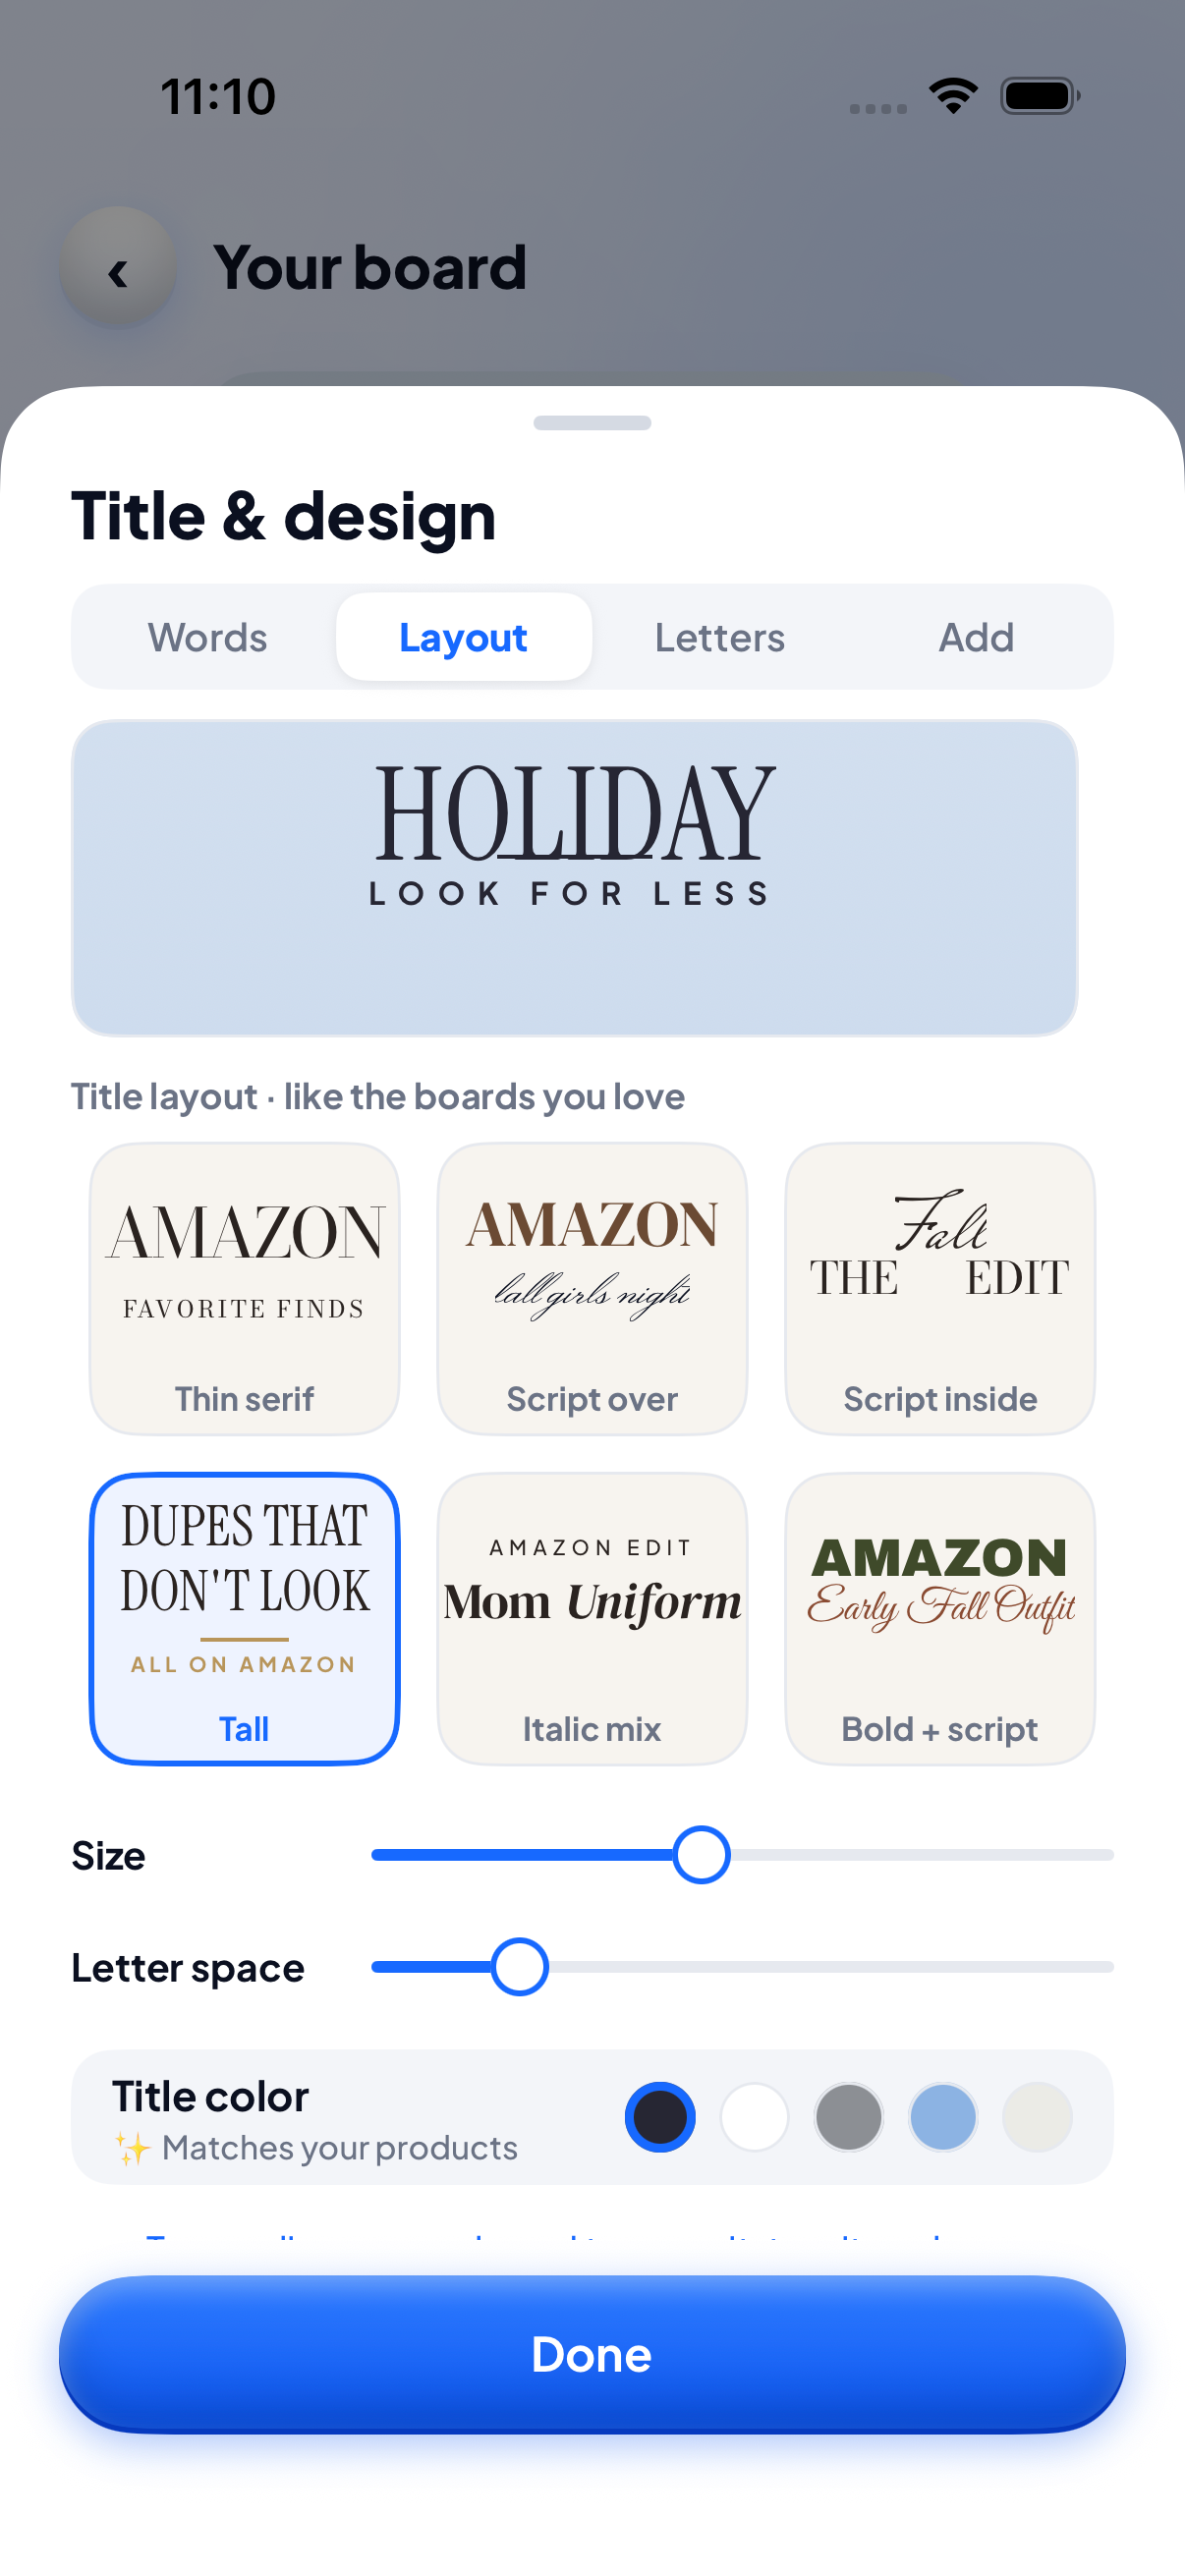 11:10
‹ Your board
Title & design
Words Layout Letters Add
HOLIDAY
LOOK FOR LESS
Title layout · like the boards you love
AMAZON
FAVORITE FINDS
Thin serif
AMAZON
fall girls night
Script over
Fall
THE EDIT
Script inside
DUPES THAT
DON'T LOOK
ALL ON AMAZON
Tall
AMAZON EDIT
Mom Uniform
Italic mix
AMAZON
Early Fall Outfit
Bold + script
Size
Letter space
Title color
✨ Matches your products
Done